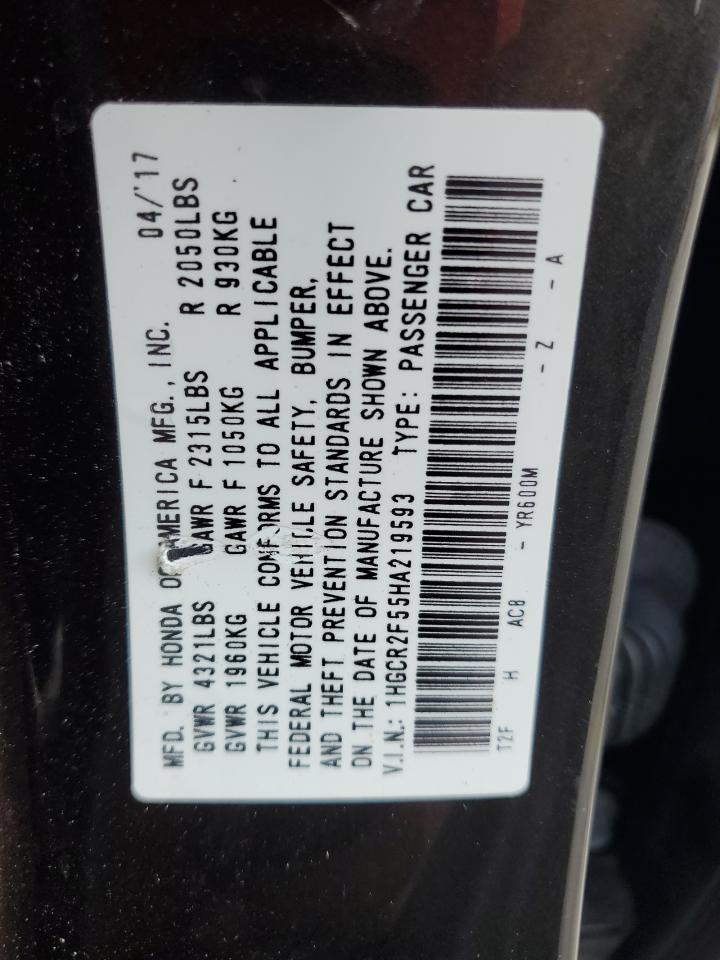 MFD. BY HONDA OF AMERICA MFG., INC. 04/'17
GVWR 4321LBS GAWR F 2315LBS R 2050LBS
GVWR 1960KG GAWR F 1050KG R 930KG
THIS VEHICLE CONFORMS TO ALL APPLICABLE
FEDERAL MOTOR VEHICLE SAFETY, BUMPER,
AND THEFT PREVENTION STANDARDS IN EFFECT
ON THE DATE OF MANUFACTURE SHOWN ABOVE.
V.I.N.: 1HGCR2F55HA219593 TYPE: PASSENGER CAR
T2F H AC8 - YR600M - Z - A